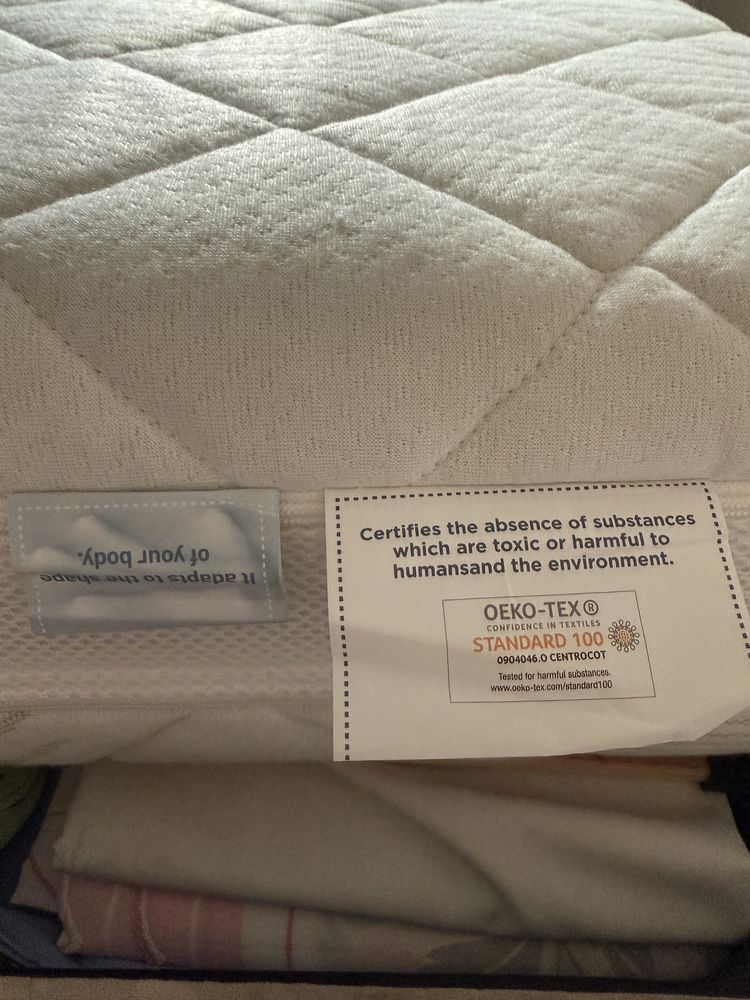 It adapts to the shape
of your body.
Certifies the absence of substances
which are toxic or harmful to
humansand the environment.
OEKO-TEX®
CONFIDENCE IN TEXTILES
STANDARD 100
0904046.O CENTROCOT
Tested for harmful substances.
www.oeko-tex.com/standard100